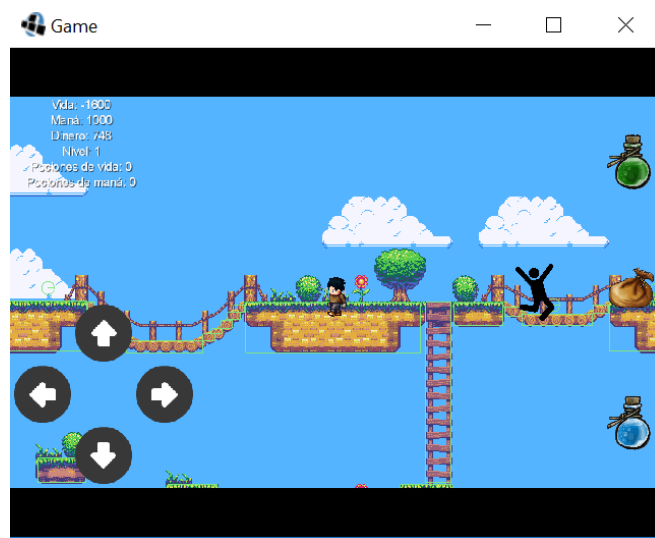 Game
Vida: -1600
Maná: 1000
Dinero: 748
Nivel: 1
Pociones de vida: 0
Pociones de maná: 0